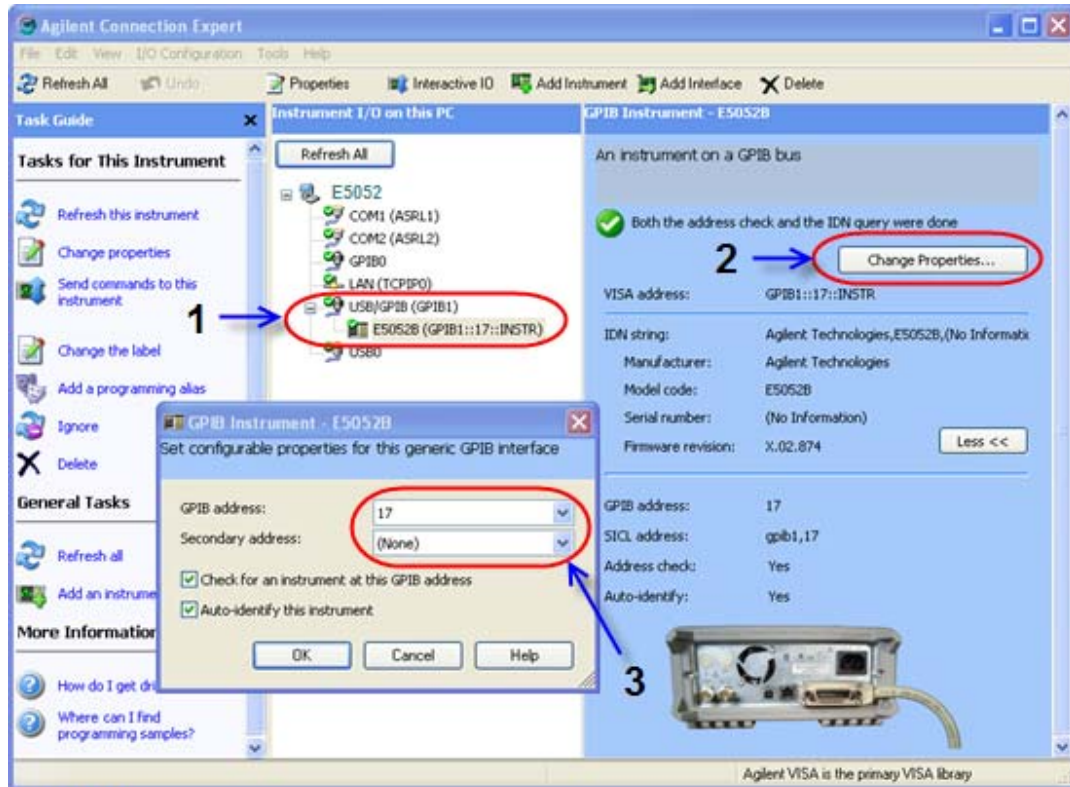 Agilent Connection Expert
File Edit View I/O Configuration Tools Help
Refresh All Undo Properties Interactive IO Add Instrument Add Interface Delete
Task Guide
Tasks for This Instrument
Refresh this instrument
Change properties
Send commands to this
instrument
Change the label
Add a programming alias
Ignore
Delete
General Tasks
Refresh all
Add an instrume
More Information
How do I get dri
Where can I find
programming samples?
Instrument I/O on this PC
Refresh All
E5052
COM1 (ASRL1)
COM2 (ASRL2)
GPIB0
LAN (TCPIP0)
USB/GPIB (GPIB1)
E5052B (GPIB1::17::INSTR)
USB0
1
GPIB Instrument - E5052B
An instrument on a GPIB bus
Both the address check and the IDN query were done
2
Change Properties...
VISA address: GPIB1::17::INSTR
IDN string: Agilent Technologies,E5052B,(No Informatio
Manufacturer: Agilent Technologies
Model code: E5052B
Serial number: (No Information)
Firmware revision: X.02.874
Less <<
GPIB address: 17
SICL address: gpib1,17
Address check: Yes
Auto-identify: Yes
GPIB Instrument - E5052B
Set configurable properties for this generic GPIB interface
GPIB address: 17
Secondary address: (None)
Check for an instrument at this GPIB address
Auto-identify this instrument
OK Cancel Help
3
Agilent VISA is the primary VISA library